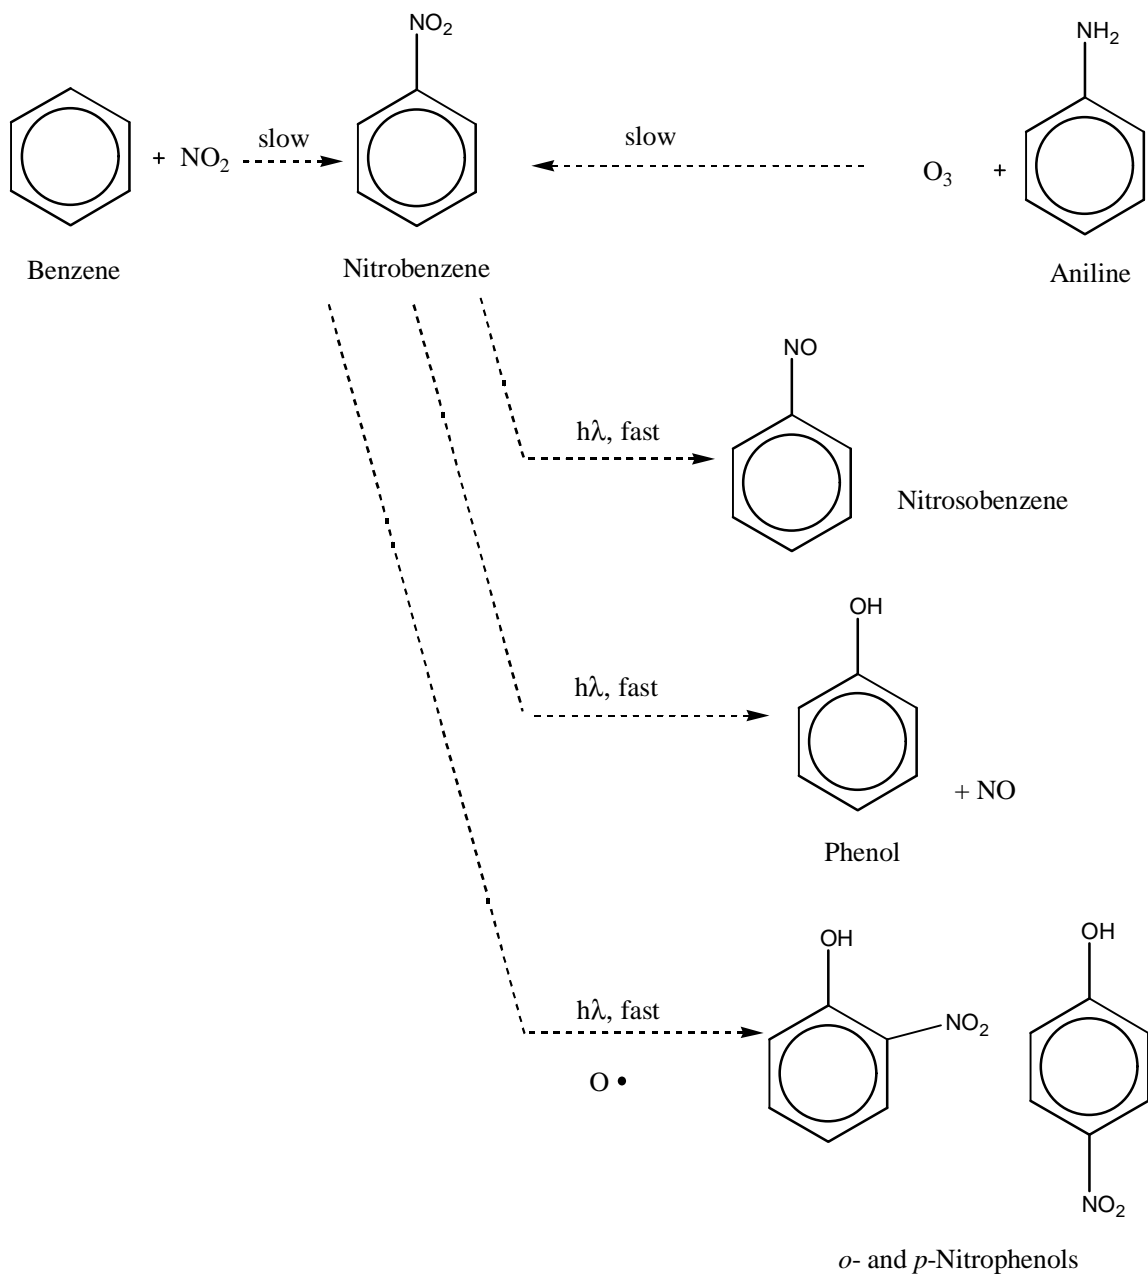 NO₂
NH₂
+ NO₂
slow
slow
O₃ +
Benzene
Nitrobenzene
Aniline
NO
hλ, fast
Nitrosobenzene
OH
hλ, fast
+ NO
Phenol
OH
OH
hλ, fast
NO₂
O •
NO₂
o- and p-Nitrophenols